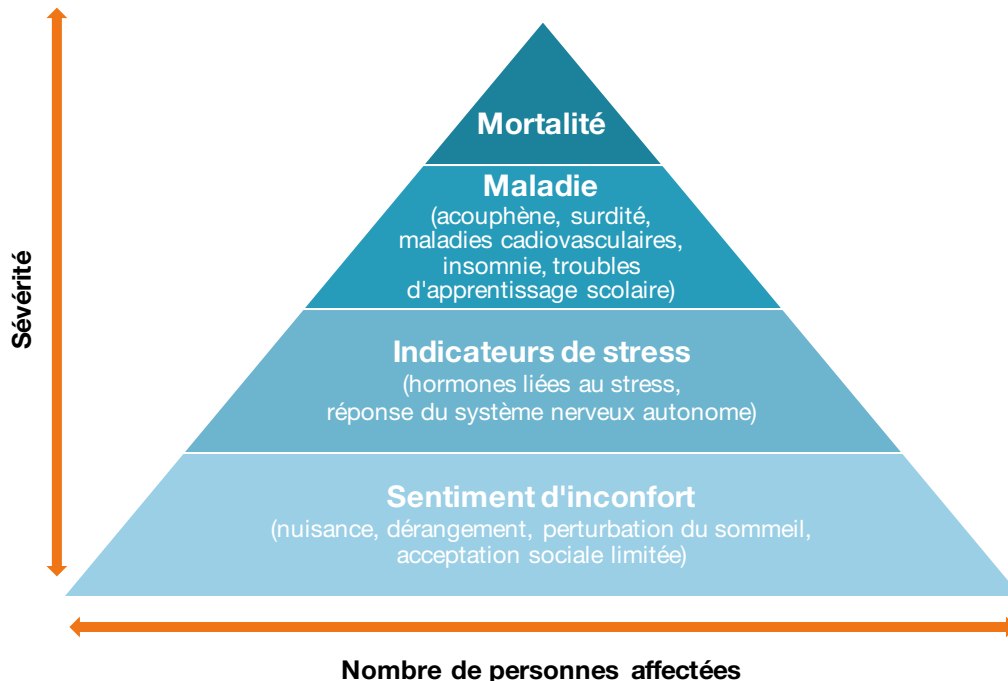 Mortalité
Maladie
(acouphène, surdité,
maladies cadiovasculaires,
insomnie, troubles
d'apprentissage scolaire)
Indicateurs de stress
(hormones liées au stress,
réponse du système nerveux autonome)
Sentiment d'inconfort
(nuisance, dérangement, perturbation du sommeil,
acceptation sociale limitée)
Sévérité
Nombre de personnes affectées